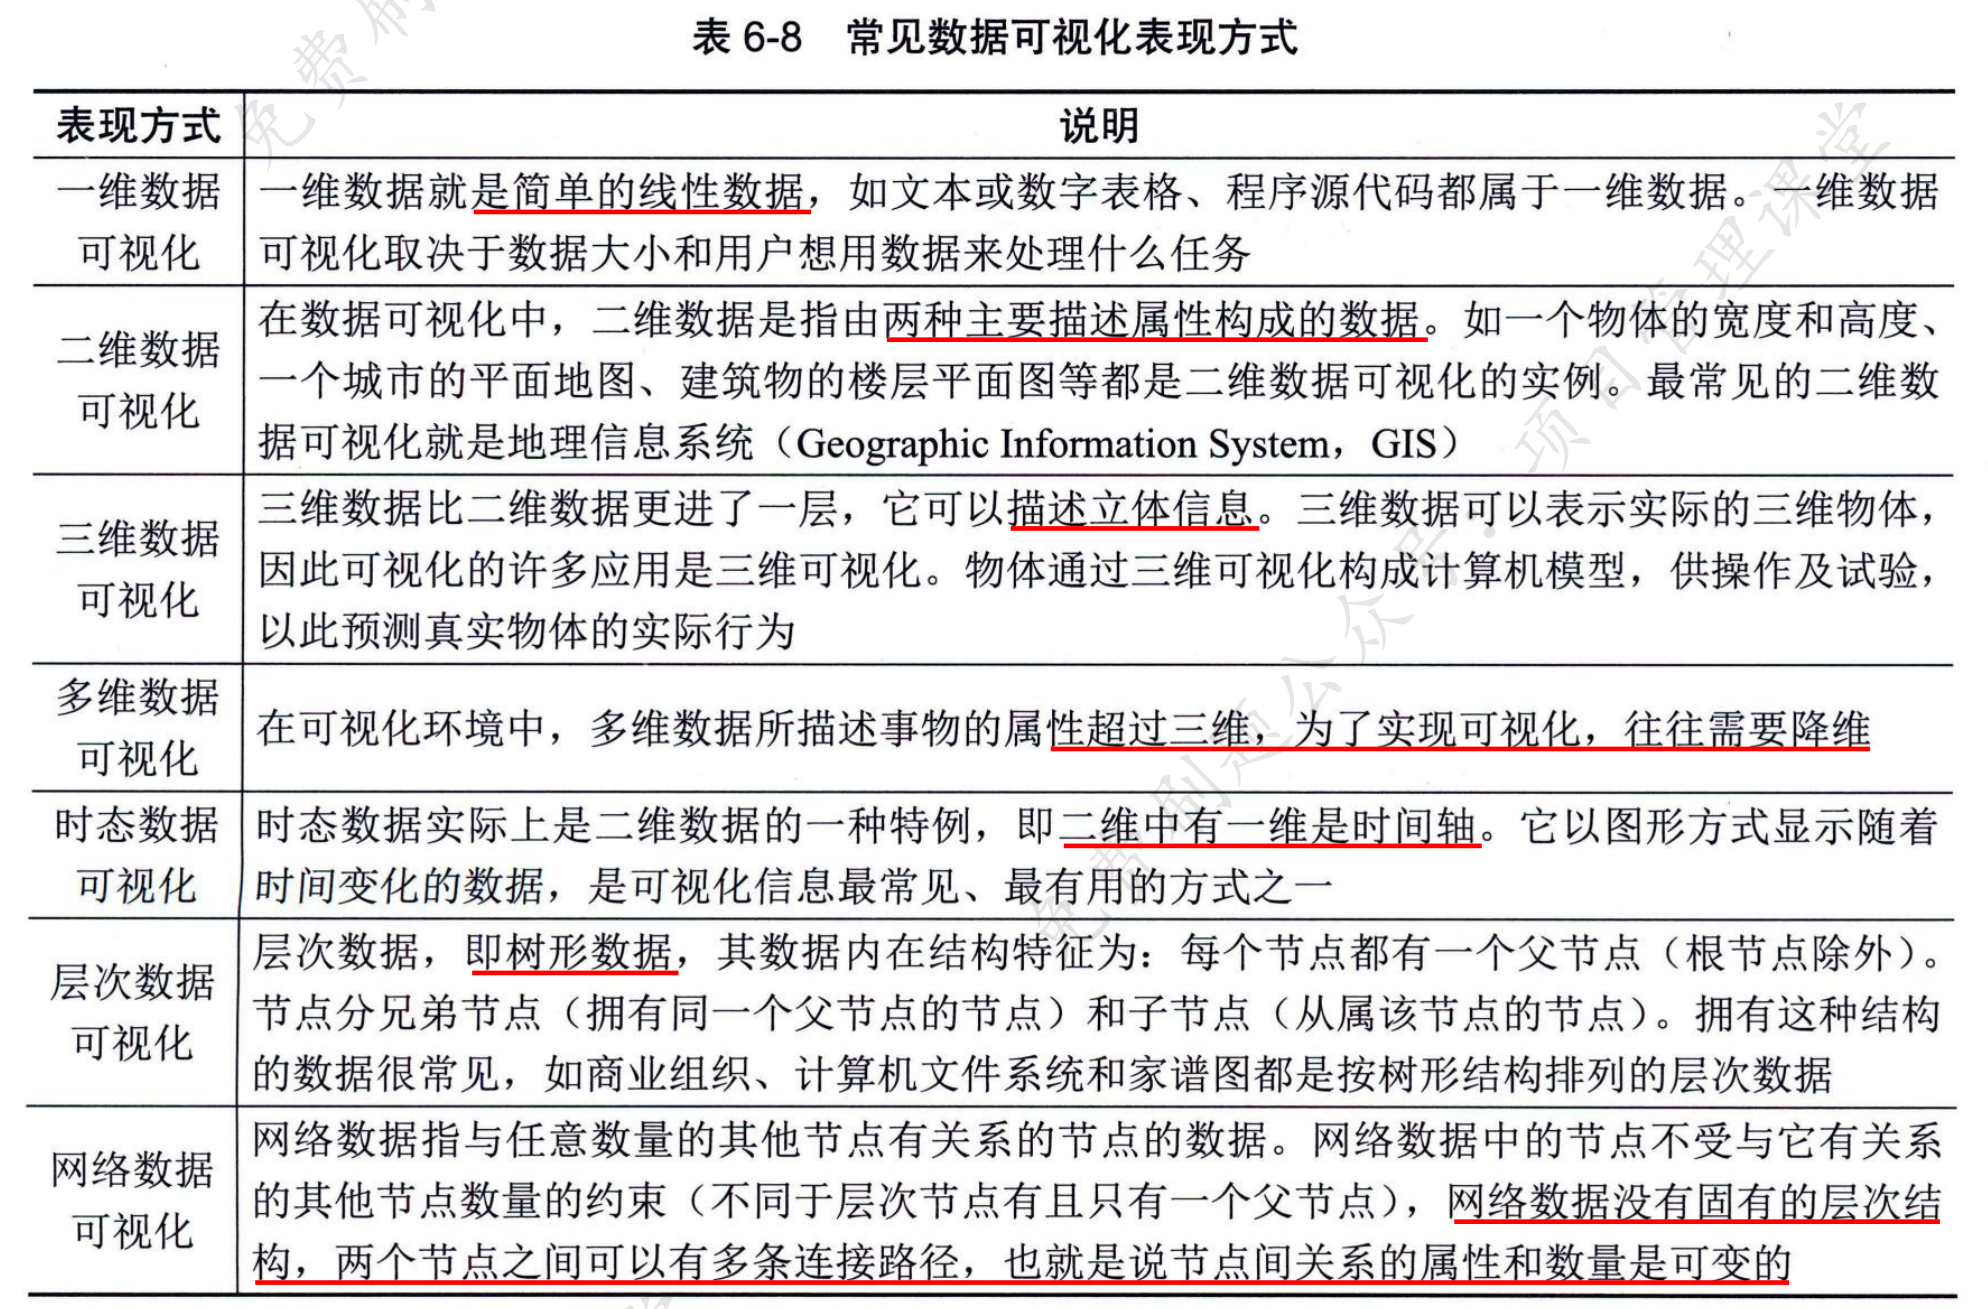 表 6-8 常见数据可视化表现方式
表现方式 说明
一维数据可视化
一维数据就是简单的线性数据，如文本或数字表格、程序源代码都属于一维数据。一维数据
可视化取决于数据大小和用户想用数据来处理什么任务
二维数据可视化
在数据可视化中，二维数据是指由两种主要描述属性构成的数据。如一个物体的宽度和高度、
一个城市的平面地图、建筑物的楼层平面图等都是二维数据可视化的实例。最常见的二维数
据可视化就是地理信息系统（Geographic Information System，GIS）
三维数据可视化
三维数据比二维数据更进了一层，它可以描述立体信息。三维数据可以表示实际的三维物体，
因此可视化的许多应用是三维可视化。物体通过三维可视化构成计算机模型，供操作及试验，
以此预测真实物体的实际行为
多维数据可视化
在可视化环境中，多维数据所描述事物的属性超过三维，为了实现可视化，往往需要降维
时态数据可视化
时态数据实际上是二维数据的一种特例，即二维中有一维是时间轴。它以图形方式显示随着
时间变化的数据，是可视化信息最常见、最有用的方式之一
层次数据可视化
层次数据，即树形数据，其数据内在结构特征为：每个节点都有一个父节点（根节点除外）。
节点分兄弟节点（拥有同一个父节点的节点）和子节点（从属该节点的节点）。拥有这种结构
的数据很常见，如商业组织、计算机文件系统和家谱图都是按树形结构排列的层次数据
网络数据可视化
网络数据指与任意数量的其他节点有关系的节点的数据。网络数据中的节点不受与它有关系
的其他节点数量的约束（不同于层次节点有且只有一个父节点），网络数据没有固有的层次结
构，两个节点之间可以有多条连接路径，也就是说节点间关系的属性和数量是可变的
免费刷题公众号：项目管理课堂
免费刷